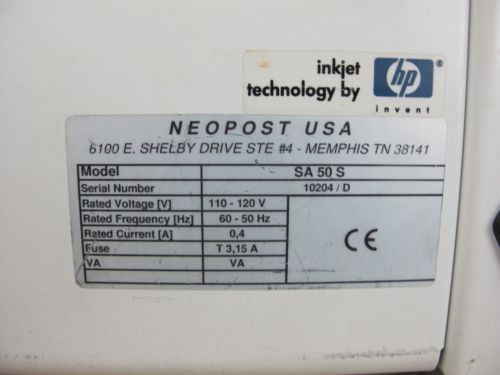 inkjet
technology by
hp ®
invent
NEOPOST USA
6100 E. SHELBY DRIVE STE #4 - MEMPHIS TN 38141
Model SA 50 S
Serial Number 10204 / D
Rated Voltage [V] 110 - 120 V
Rated Frequency [Hz] 60 - 50 Hz
Rated Current [A] 0,4
Fuse T 3,15 A
VA VA
CE